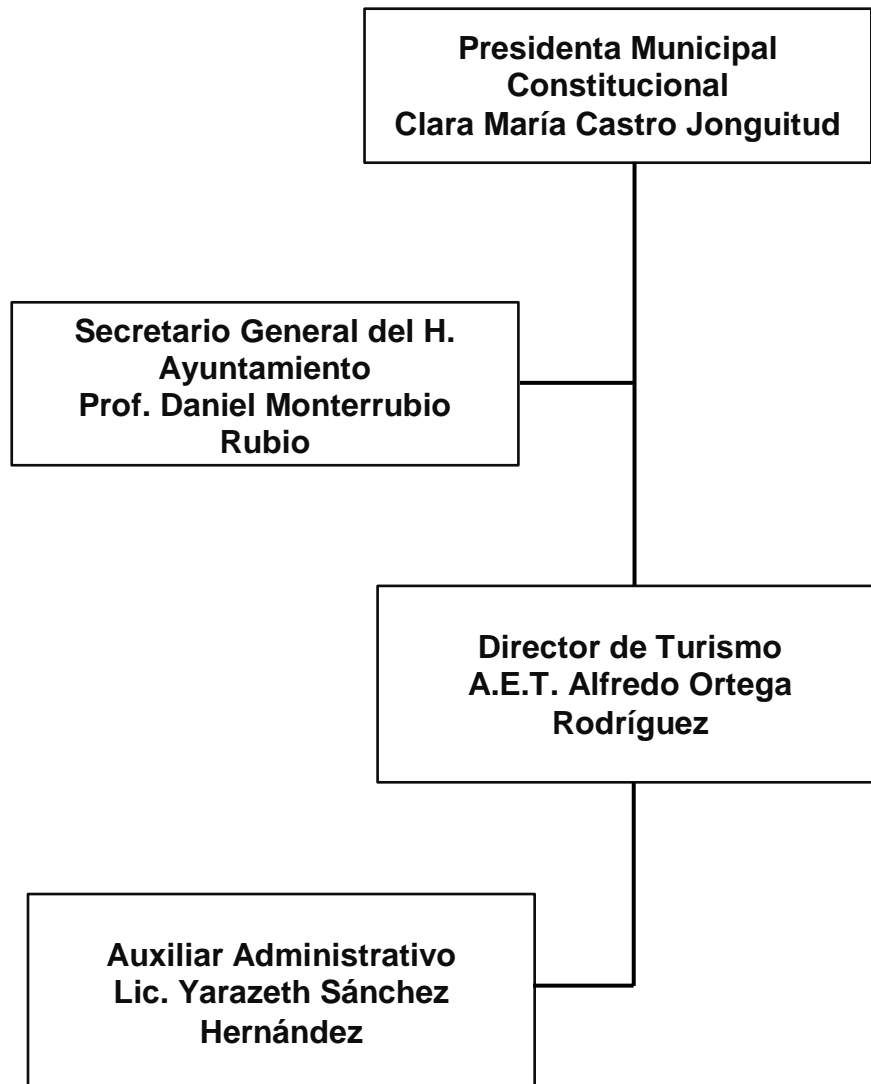 Presidenta Municipal
Constitucional
Clara María Castro Jonguitud
Secretario General del H.
Ayuntamiento
Prof. Daniel Monterrubio
Rubio
Director de Turismo
A.E.T. Alfredo Ortega
Rodríguez
Auxiliar Administrativo
Lic. Yarazeth Sánchez
Hernández